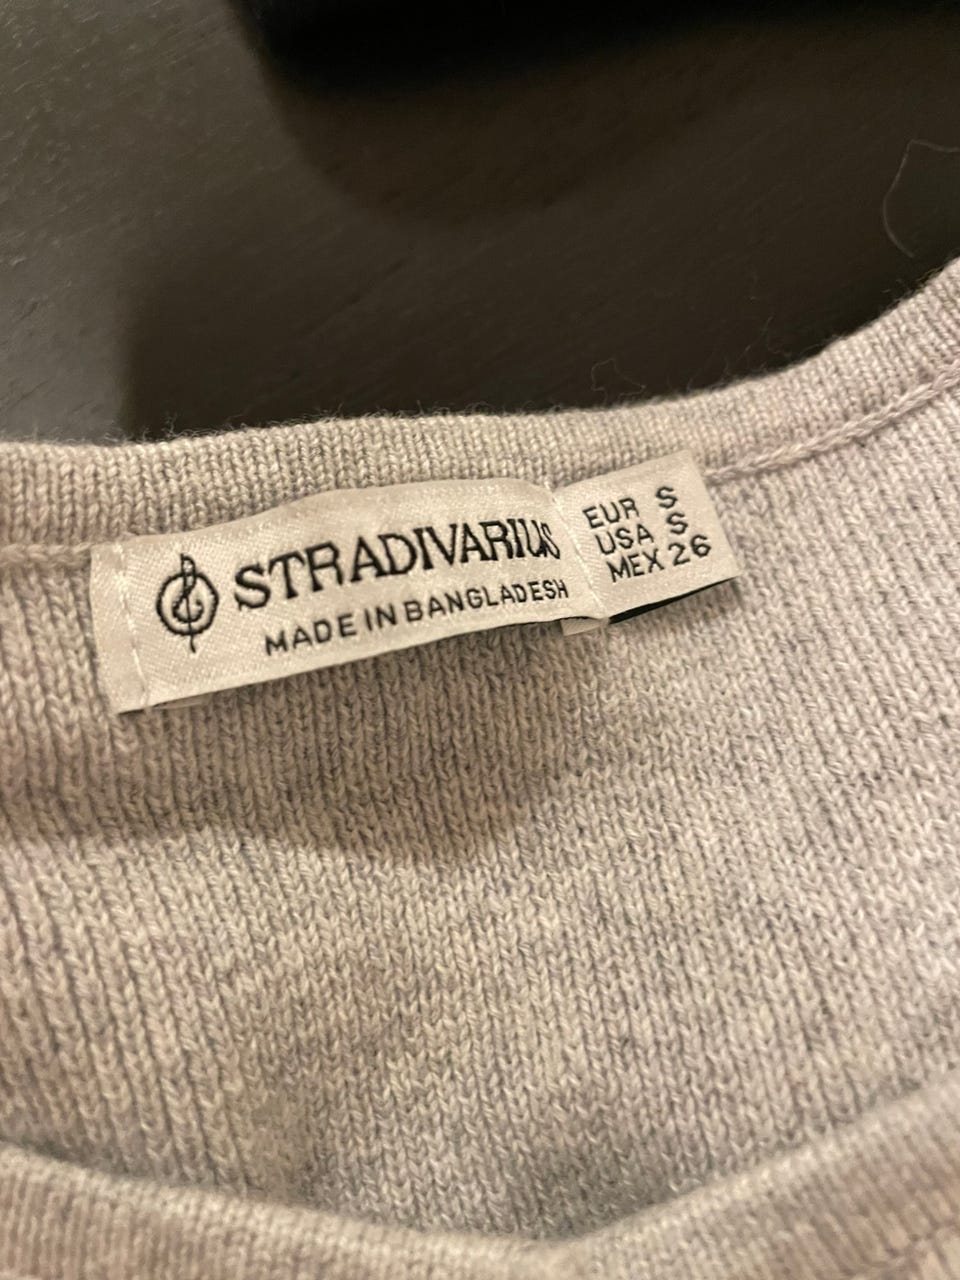 STRADIVARIUS
MADE IN BANGLADESH
EUR S
USA S
MEX 26